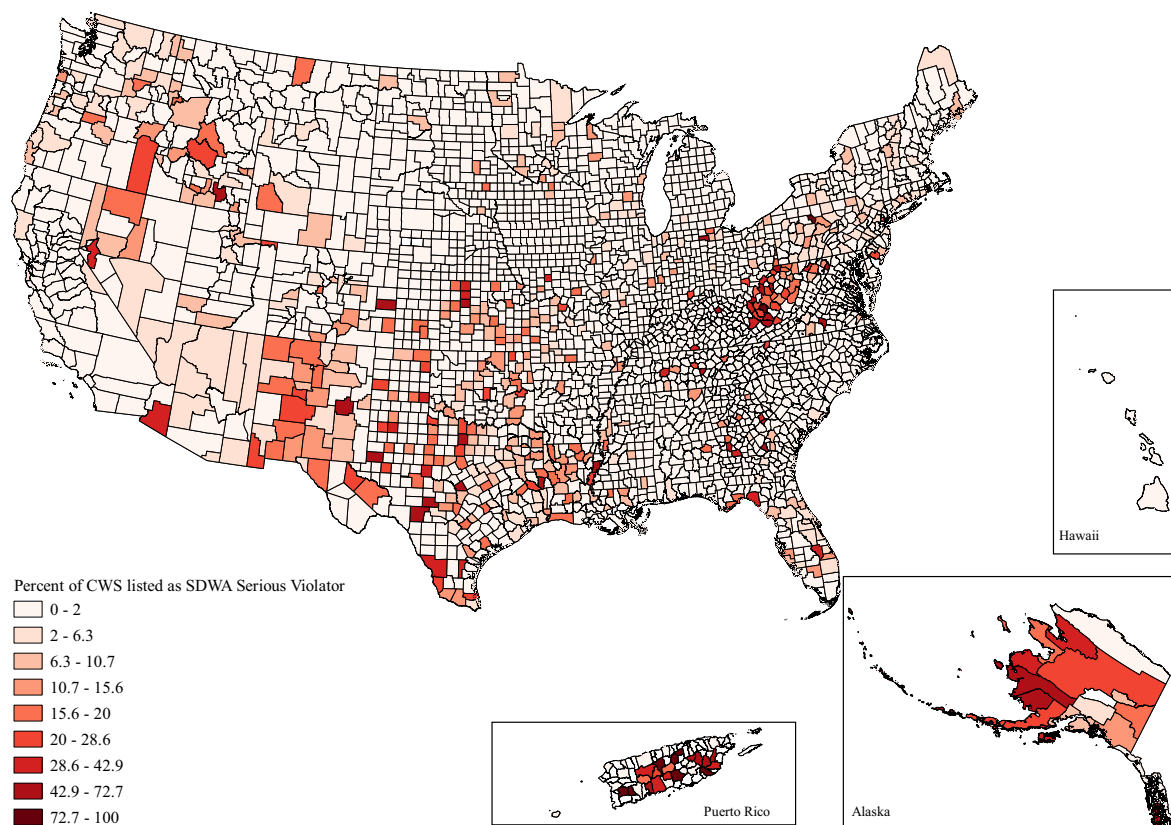 Hawaii
Percent of CWS listed as SDWA Serious Violator
0 - 2
2 - 6.3
6.3 - 10.7
10.7 - 15.6
15.6 - 20
20 - 28.6
28.6 - 42.9
42.9 - 72.7
72.7 - 100
Puerto Rico
Alaska